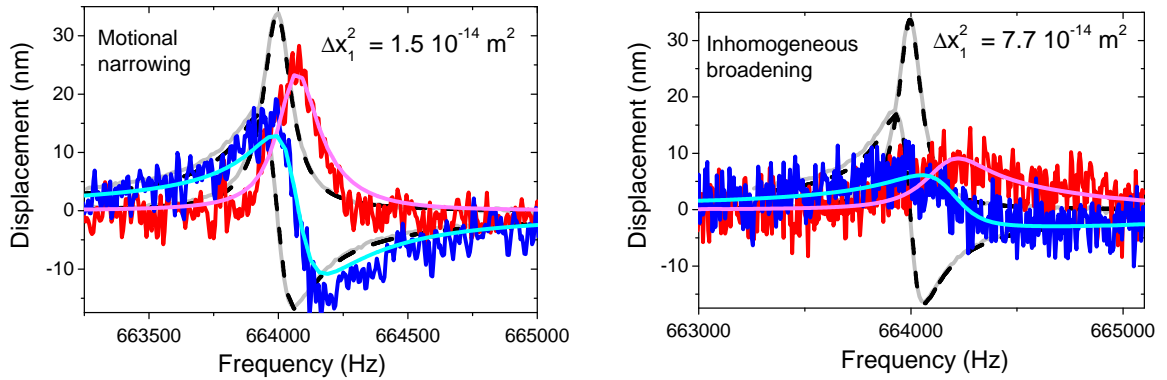 Motional
narrowing
Δx₁² = 1.5 10⁻¹⁴ m²
30
20
10
0
-10
Displacement (nm)
663500
664000
664500
665000
Frequency (Hz)
Inhomogeneous
broadening
Δx₁² = 7.7 10⁻¹⁴ m²
30
20
10
0
-10
Displacement (nm)
663000
664000
665000
Frequency (Hz)